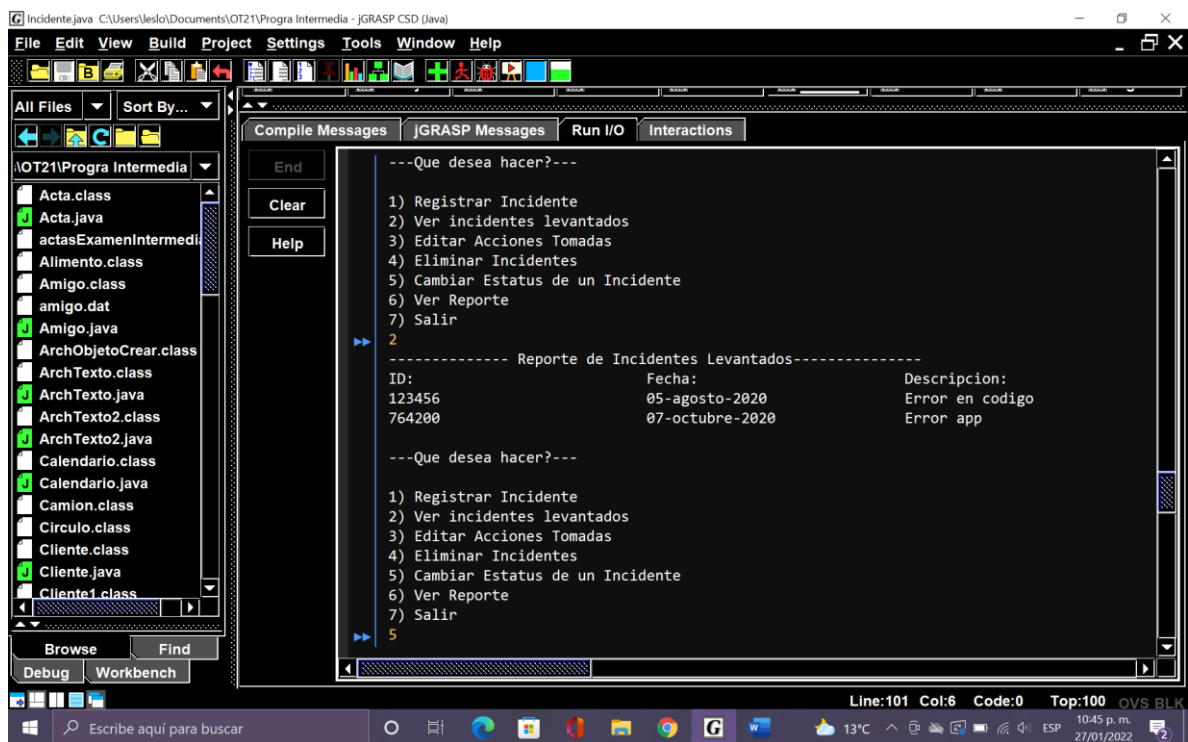 Incidente.java C:\Users\leslo\Documents\OT21\Progra Intermedia - jGRASP CSD (Java)
File Edit View Build Project Settings Tools Window Help
All Files Sort By...
\OT21\Progra Intermedia
Acta.class
Acta.java
actasExamenIntermedi
Alimento.class
Amigo.class
amigo.dat
Amigo.java
ArchObjetoCrear.class
ArchTexto.class
ArchTexto.java
ArchTexto2.class
ArchTexto2.java
Calendario.class
Calendario.java
Camion.class
Circulo.class
Cliente.class
Cliente.java
Cliente1.class
Browse Find
Debug Workbench
Compile Messages jGRASP Messages Run I/O Interactions
End
Clear
Help
---Que desea hacer?---
1) Registrar Incidente
2) Ver incidentes levantados
3) Editar Acciones Tomadas
4) Eliminar Incidentes
5) Cambiar Estatus de un Incidente
6) Ver Reporte
7) Salir
2
-------------- Reporte de Incidentes Levantados---------------
ID: Fecha: Descripcion:
123456 05-agosto-2020 Error en codigo
764200 07-octubre-2020 Error app
---Que desea hacer?---
1) Registrar Incidente
2) Ver incidentes levantados
3) Editar Acciones Tomadas
4) Eliminar Incidentes
5) Cambiar Estatus de un Incidente
6) Ver Reporte
7) Salir
5
Line:101 Col:6 Code:0 Top:100 OVS BLK
Escribe aquí para buscar
13°C ESP
10:45 p. m.
27/01/2022
2